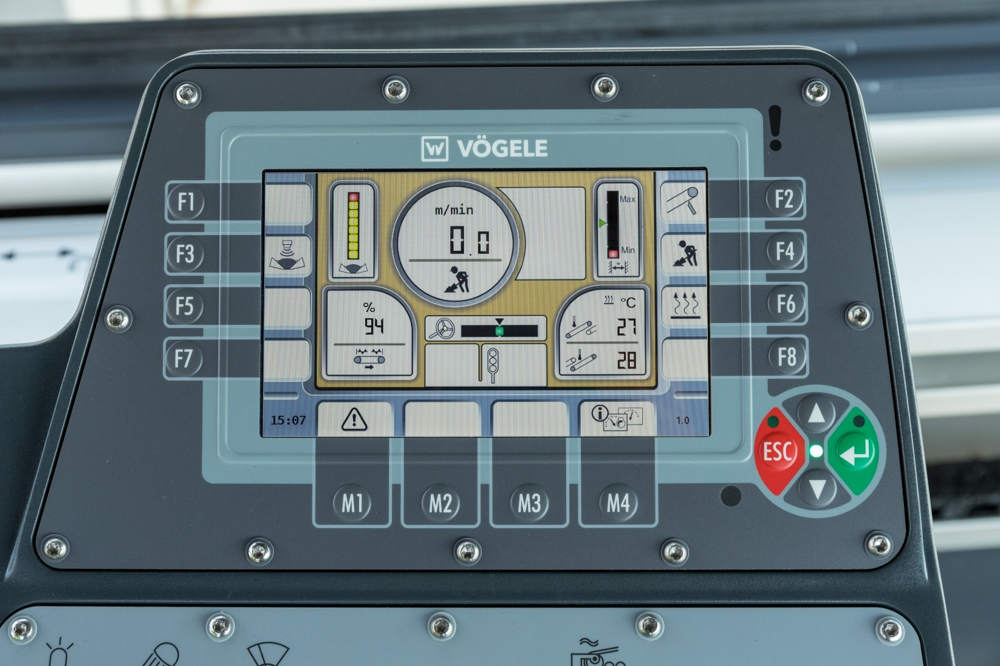 W VÖGELE
F1
F2
F3
F4
F5
F6
F7
F8
m/min
0.0
Max
Min
%
94
°C
27
28
15:07
1.0
ESC
M1
M2
M3
M4